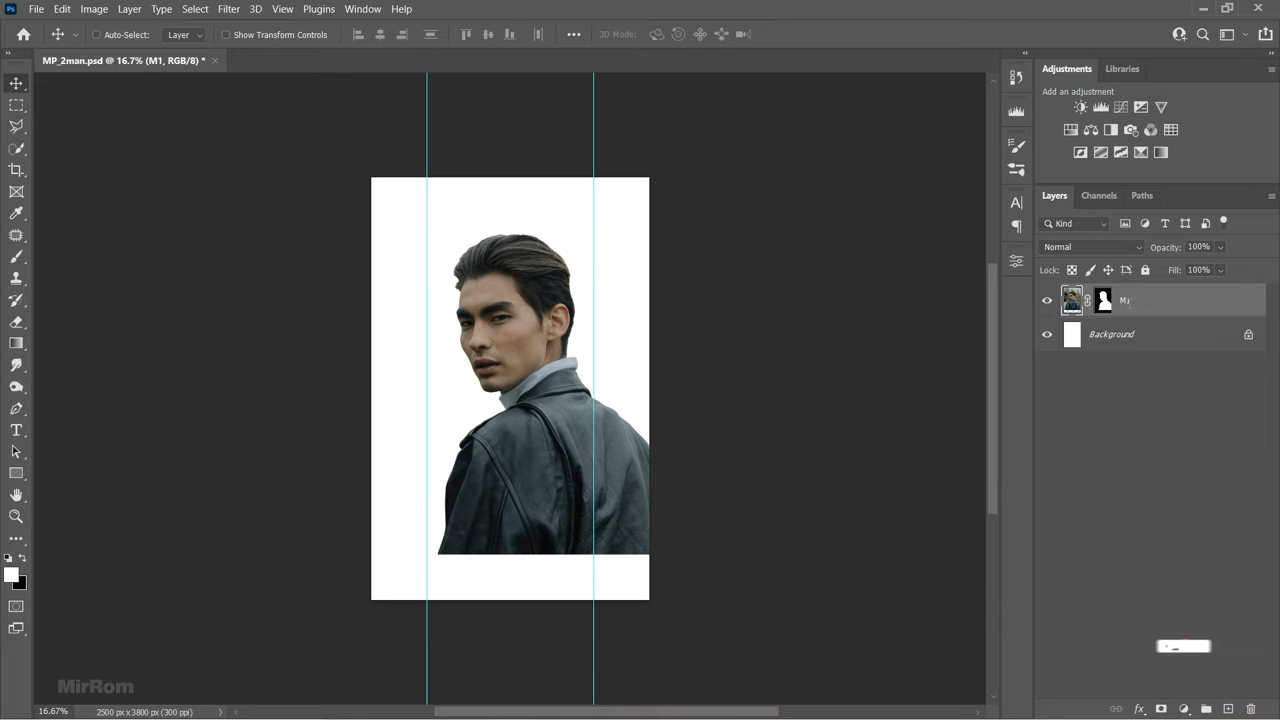 Ps File Edit Image Layer Type Select Filter 3D View Plugins Window Help
Auto-Select: Layer Show Transform Controls 3D Mode:
MP_2man.psd @ 16.7% (M1, RGB/8) *
Adjustments Libraries
Add an adjustment
Layers Channels Paths
Kind
Normal Opacity: 100%
Lock: Fill: 100%
Background
MirRom
16.67% 2500 px x 3800 px (300 ppi)